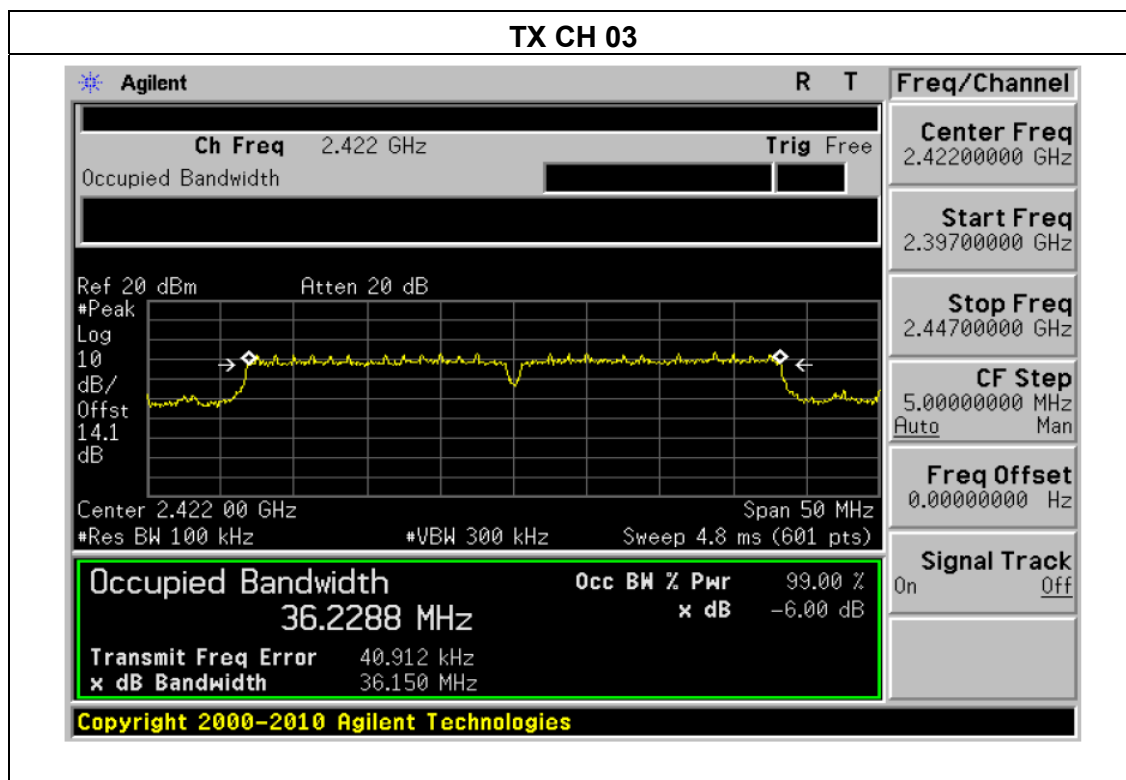 TX CH 03
Agilent R T
Ch Freq 2.422 GHz Trig Free
Occupied Bandwidth
Ref 20 dBm Atten 20 dB
#Peak
Log
10
dB/
Offst
14.1
dB
Center 2.422 00 GHz Span 50 MHz
#Res BW 100 kHz #VBW 300 kHz Sweep 4.8 ms (601 pts)
Occupied Bandwidth Occ BW % Pwr 99.00 %
36.2288 MHz x dB -6.00 dB
Transmit Freq Error 40.912 kHz
x dB Bandwidth 36.150 MHz
Copyright 2000-2010 Agilent Technologies
Freq/Channel
Center Freq
2.42200000 GHz
Start Freq
2.39700000 GHz
Stop Freq
2.44700000 GHz
CF Step
5.00000000 MHz
Auto Man
Freq Offset
0.00000000 Hz
Signal Track
On Off